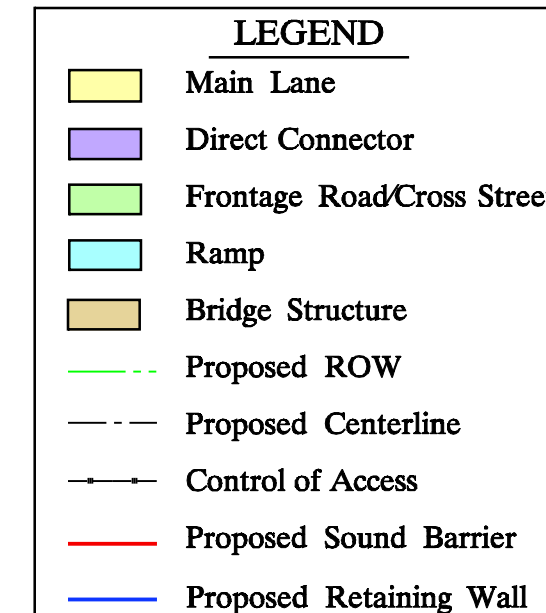 LEGEND
Main Lane
Direct Connector
Frontage Road/Cross Stree
Ramp
Bridge Structure
Proposed ROW
Proposed Centerline
Control of Access
Proposed Sound Barrier
Proposed Retaining Wall